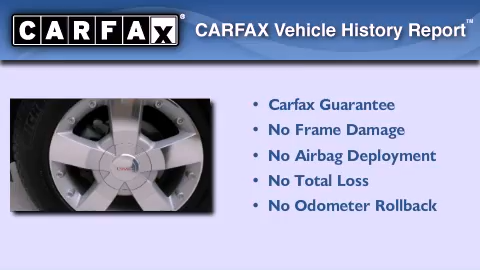 CARFAX® CARFAX Vehicle History Report™
• Carfax Guarantee
• No Frame Damage
• No Airbag Deployment
• No Total Loss
• No Odometer Rollback